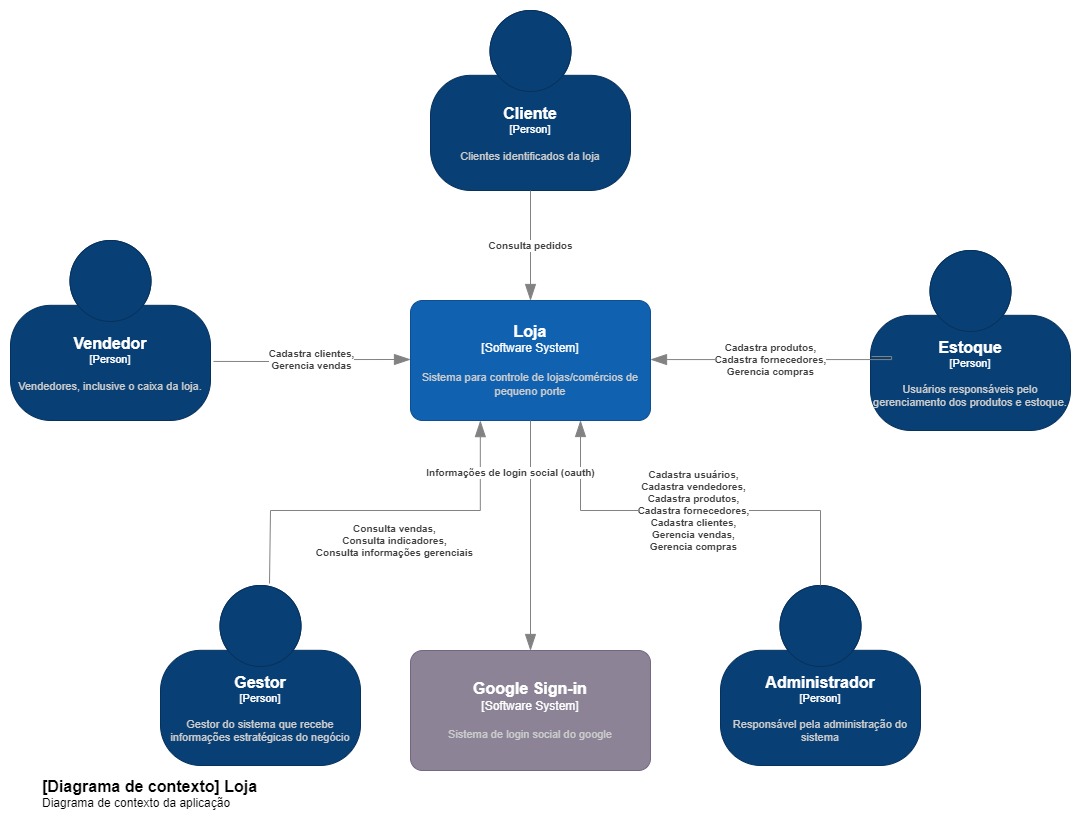 Cliente
[Person]
Clientes identificados da loja
Consulta pedidos
Vendedor
[Person]
Vendedores, inclusive o caixa da loja.
Cadastra clientes,
Gerencia vendas
Loja
[Software System]
Sistema para controle de lojas/comércios de
pequeno porte
Cadastra produtos,
Cadastra fornecedores,
Gerencia compras
Estoque
[Person]
Usuários responsáveis pelo
gerenciamento dos produtos e estoque.
Informações de login social (oauth)
Consulta vendas,
Consulta indicadores,
Consulta informações gerenciais
Cadastra usuários,
Cadastra vendedores,
Cadastra produtos,
Cadastra fornecedores,
Cadastra clientes,
Gerencia vendas,
Gerencia compras
Gestor
[Person]
Gestor do sistema que recebe
informações estratégicas do negócio
Google Sign-in
[Software System]
Sistema de login social do google
Administrador
[Person]
Responsável pela administração do
sistema
[Diagrama de contexto] Loja
Diagrama de contexto da aplicação